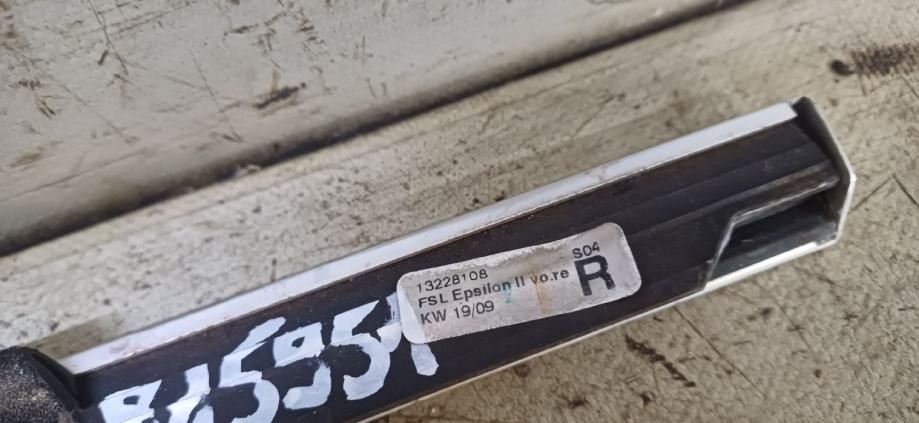 13228108
FSL Epsilon II vo.re
KW 19/09
S04
R